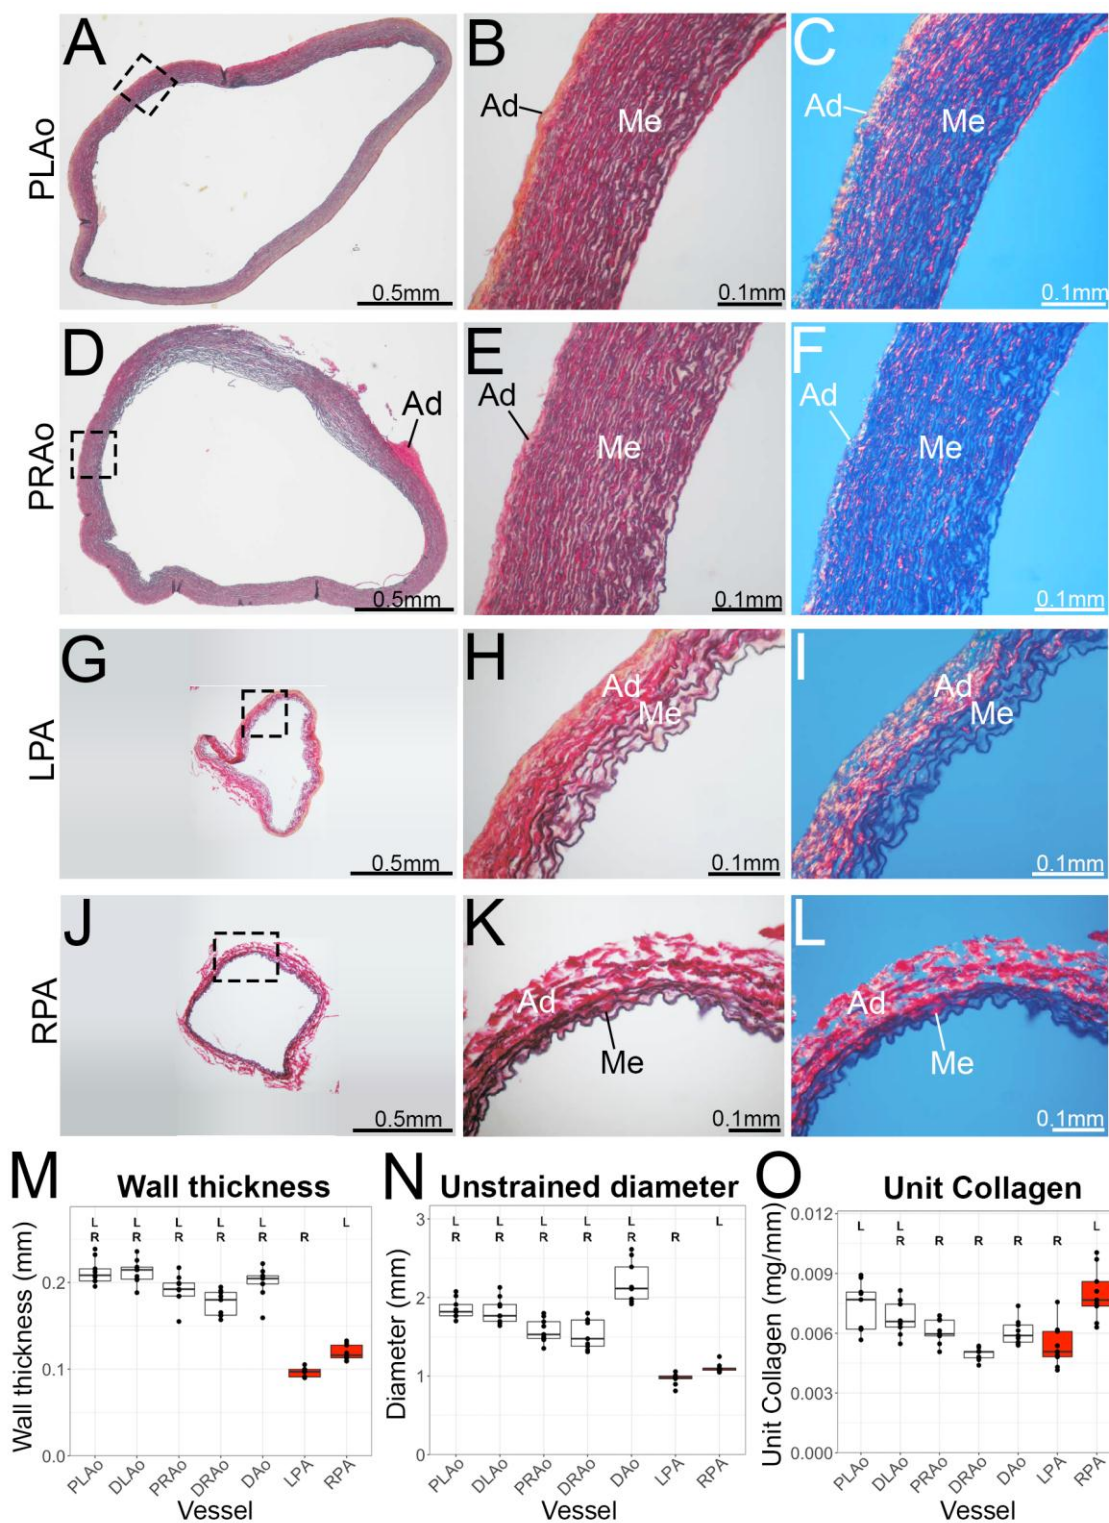 A
B
C
PLAo
Ad
Me
Ad
Me
0.5mm
0.1mm
0.1mm
D
E
F
PRAo
Ad
Ad
Me
Ad
Me
0.5mm
0.1mm
0.1mm
G
H
I
LPA
Ad
Me
Ad
Me
0.5mm
0.1mm
0.1mm
J
K
L
RPA
Ad
Me
Ad
Me
0.5mm
0.1mm
0.1mm
M
Wall thickness
Wall thickness (mm)
0.2
0.1
0.0
L L L L L L
R R R R R R
PLAo DLAo PRAo DRAo DAo LPA RPA
Vessel
N
Unstrained diameter
Diameter (mm)
3
2
1
0
L L L L L L
R R R R R R
PLAo DLAo PRAo DRAo DAo LPA RPA
Vessel
O
Unit Collagen
Unit Collagen (mg/mm)
0.012
0.009
0.006
0.003
0.000
L L L
R R R R R
PLAo DLAo PRAo DRAo DAo LPA RPA
Vessel